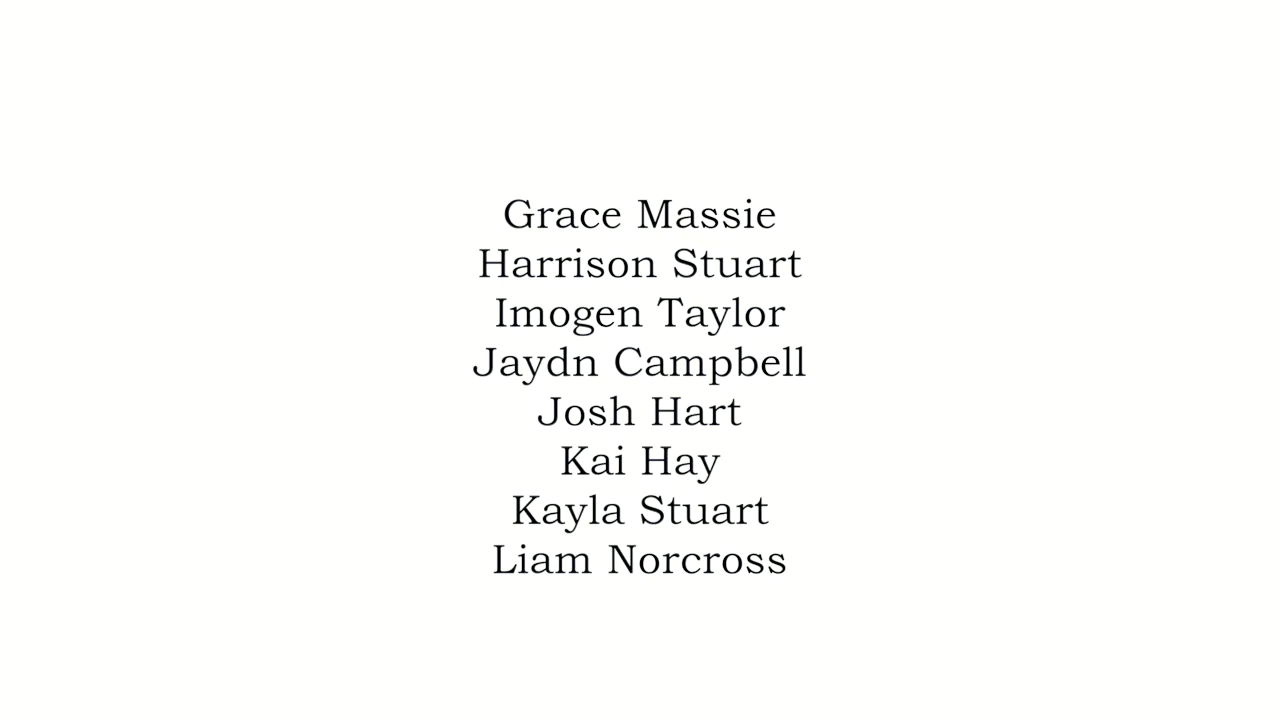 Grace Massie
Harrison Stuart
Imogen Taylor
Jaydn Campbell
Josh Hart
Kai Hay
Kayla Stuart
Liam Norcross